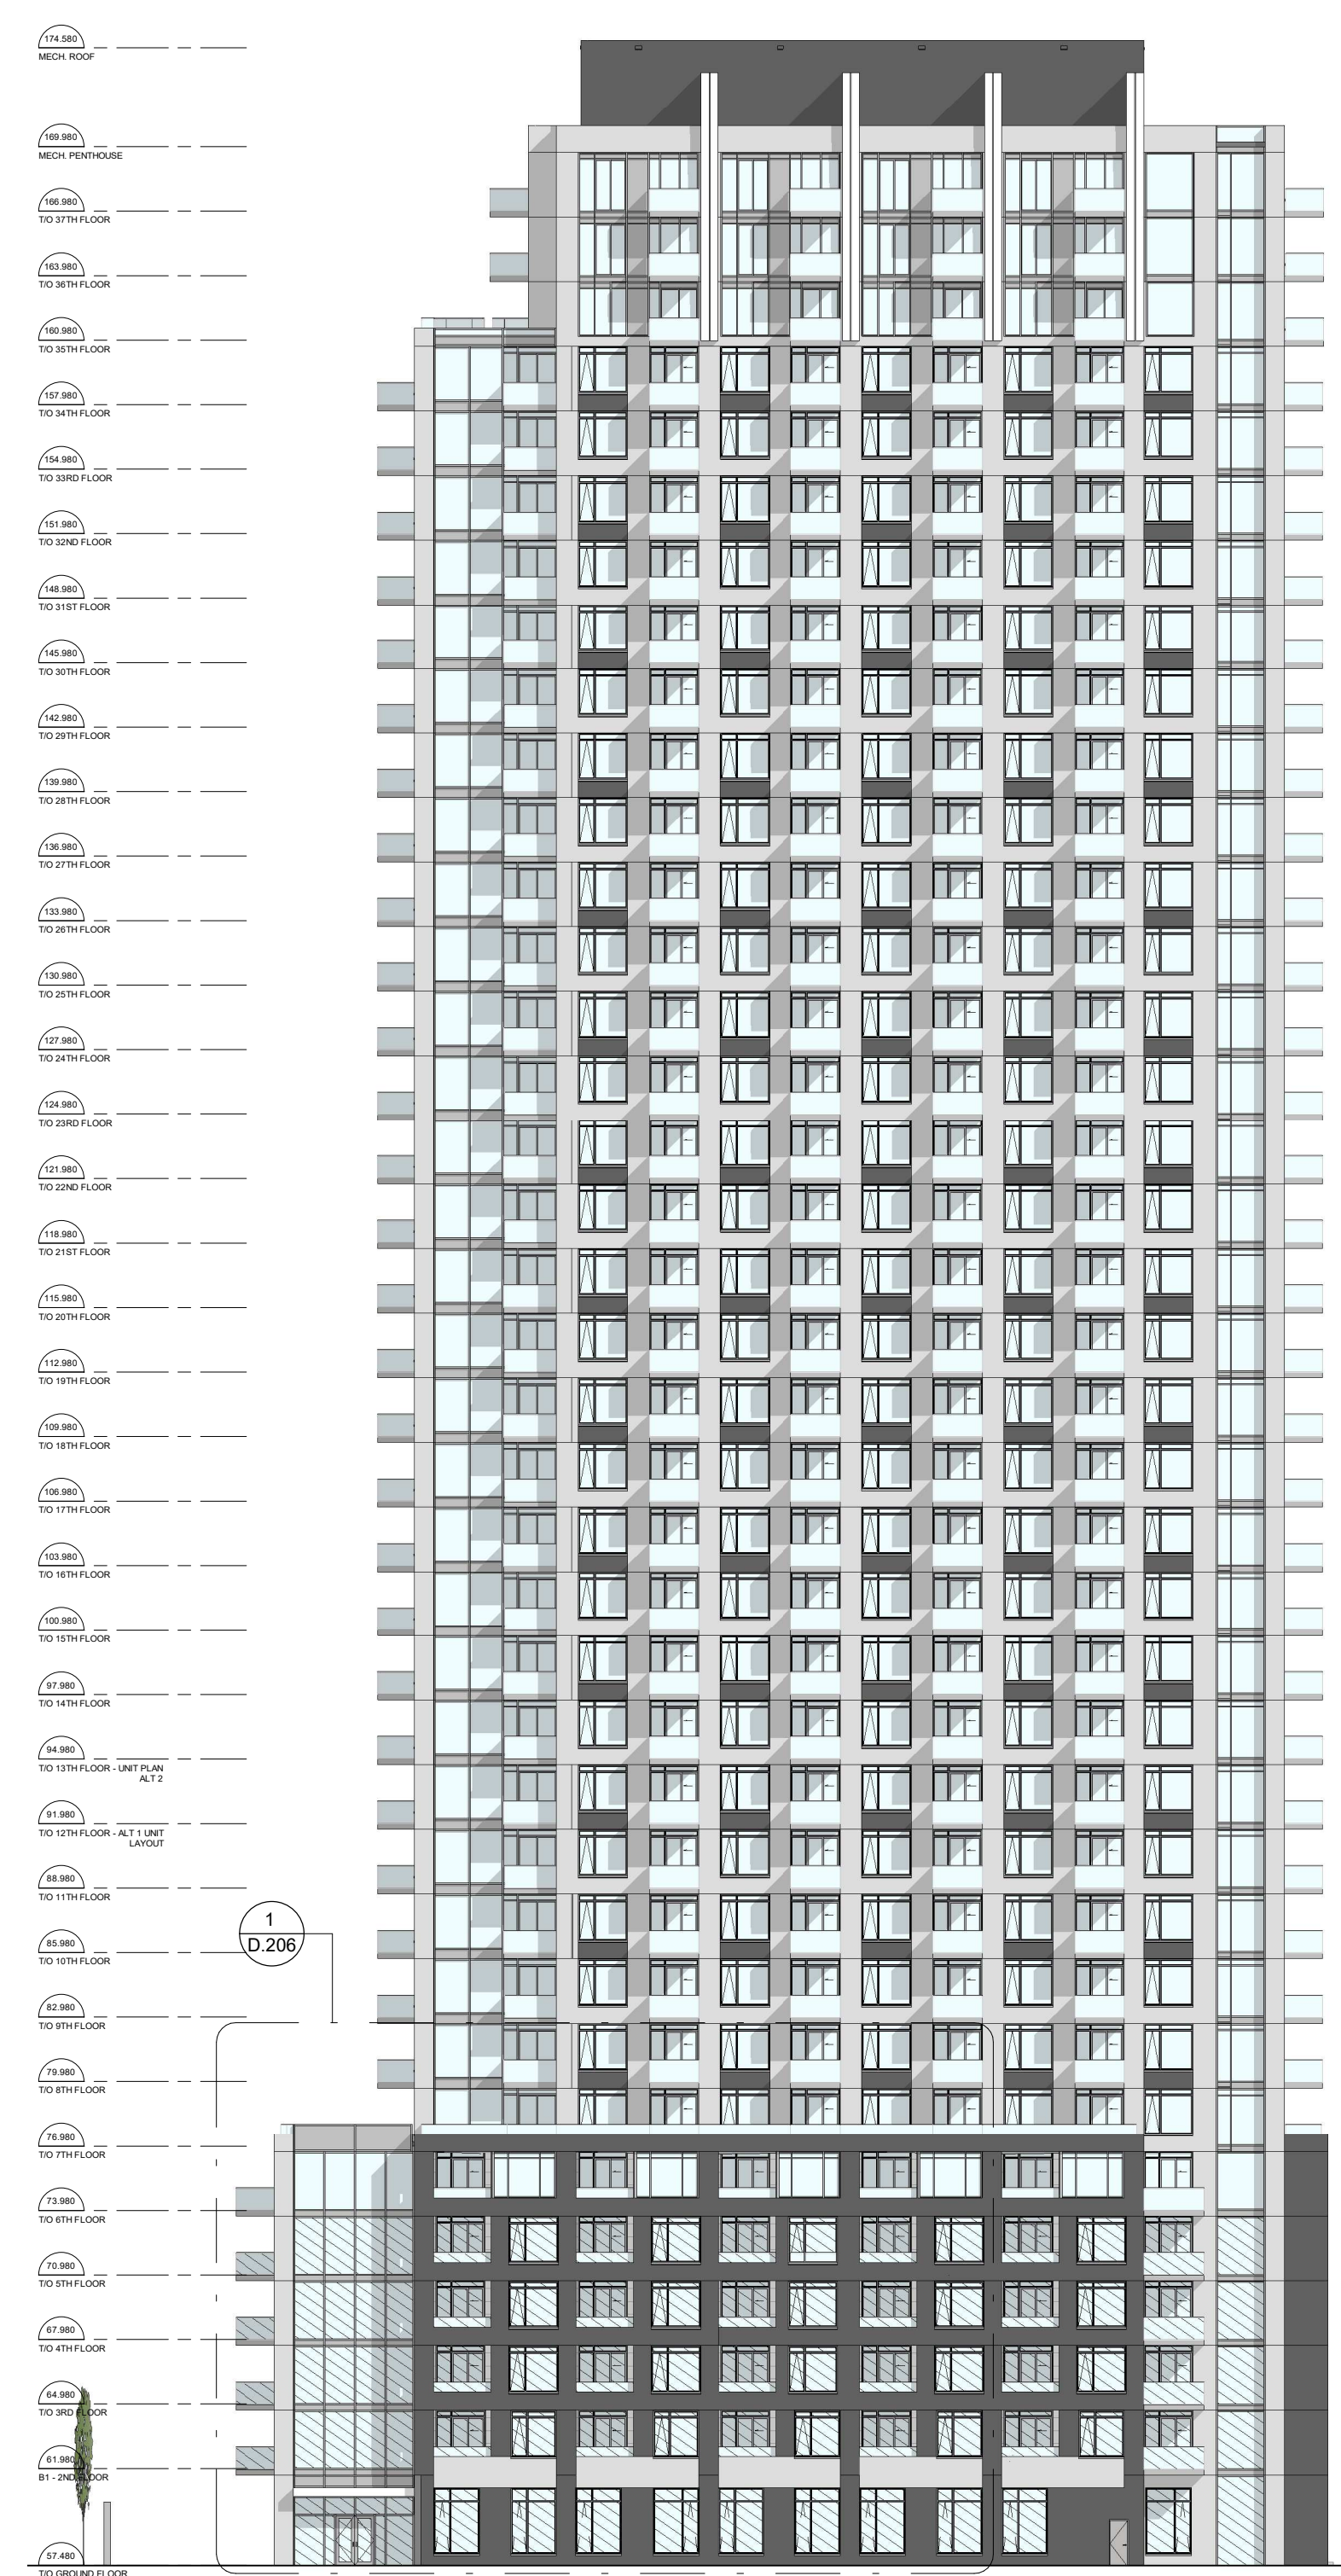 174.580
MECH. ROOF
169.980
MECH. PENTHOUSE
166.980
T/O 37TH FLOOR
163.980
T/O 36TH FLOOR
160.980
T/O 35TH FLOOR
157.980
T/O 34TH FLOOR
154.980
T/O 33RD FLOOR
151.980
T/O 32ND FLOOR
148.980
T/O 31ST FLOOR
145.980
T/O 30TH FLOOR
142.980
T/O 29TH FLOOR
139.980
T/O 28TH FLOOR
136.980
T/O 27TH FLOOR
133.980
T/O 26TH FLOOR
130.980
T/O 25TH FLOOR
127.980
T/O 24TH FLOOR
124.980
T/O 23RD FLOOR
121.980
T/O 22ND FLOOR
118.980
T/O 21ST FLOOR
115.980
T/O 20TH FLOOR
112.980
T/O 19TH FLOOR
109.980
T/O 18TH FLOOR
106.980
T/O 17TH FLOOR
103.980
T/O 16TH FLOOR
100.980
T/O 15TH FLOOR
97.980
T/O 14TH FLOOR
94.980
T/O 13TH FLOOR - UNIT PLAN
ALT 2
91.980
T/O 12TH FLOOR - ALT 1 UNIT
LAYOUT
88.980
T/O 11TH FLOOR
1
D.206
85.980
T/O 10TH FLOOR
82.980
T/O 9TH FLOOR
79.980
T/O 8TH FLOOR
76.980
T/O 7TH FLOOR
73.980
T/O 6TH FLOOR
70.980
T/O 5TH FLOOR
67.980
T/O 4TH FLOOR
64.980
T/O 3RD FLOOR
61.980
B1 - 2ND FLOOR
57.480
T/O GROUND FLOOR